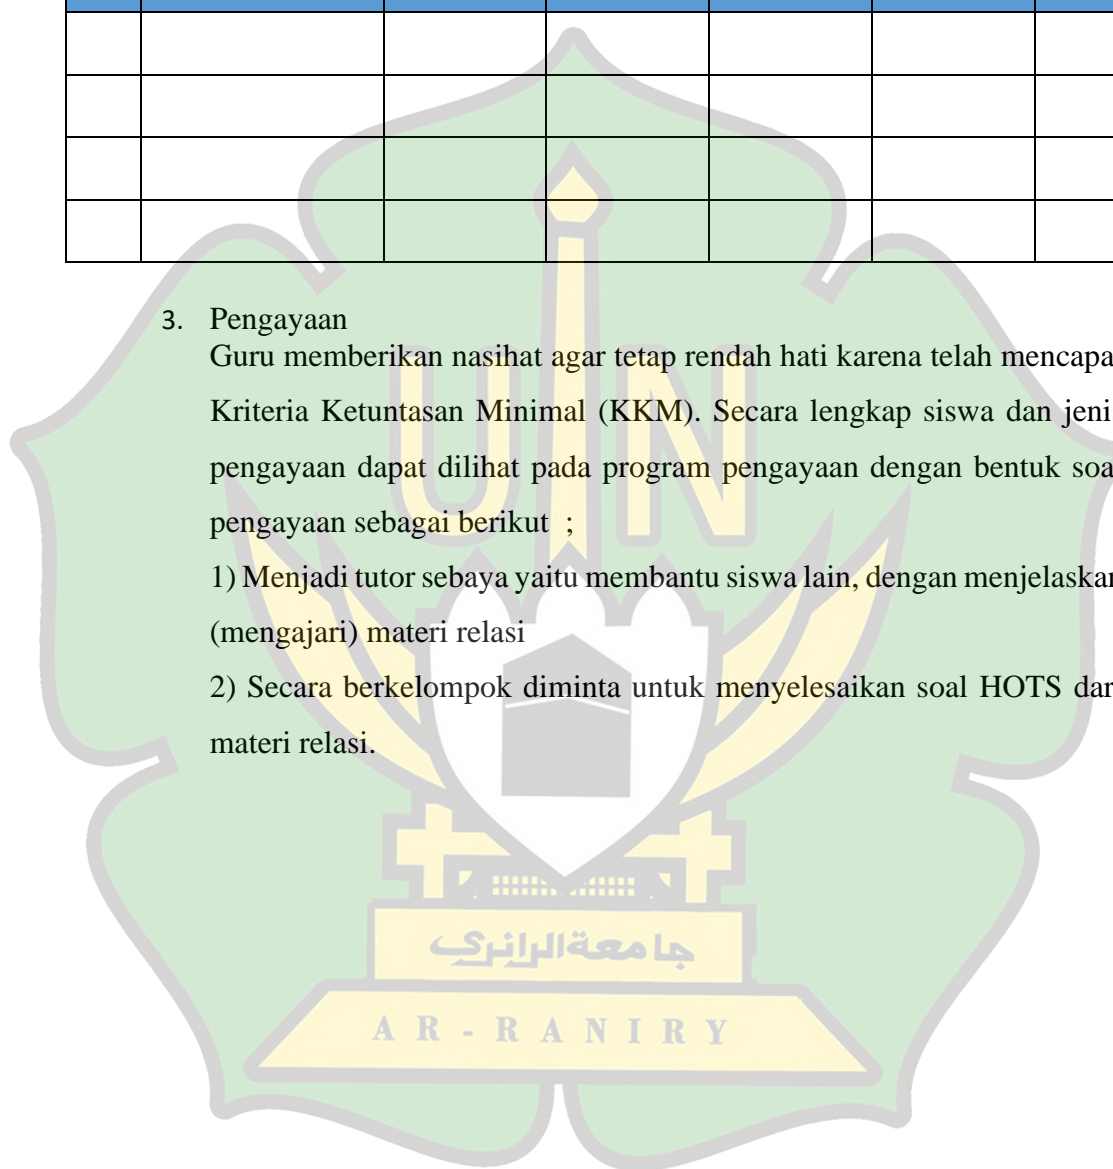 3. Pengayaan
Guru memberikan nasihat agar tetap rendah hati karena telah mencapa
Kriteria Ketuntasan Minimal (KKM). Secara lengkap siswa dan jeni
pengayaan dapat dilihat pada program pengayaan dengan bentuk soa
pengayaan sebagai berikut ;
1) Menjadi tutor sebaya yaitu membantu siswa lain, dengan menjelaskan
(mengajari) materi relasi
2) Secara berkelompok diminta untuk menyelesaikan soal HOTS dar
materi relasi.
UIN
جامعةالرانري
AR-RANIRY